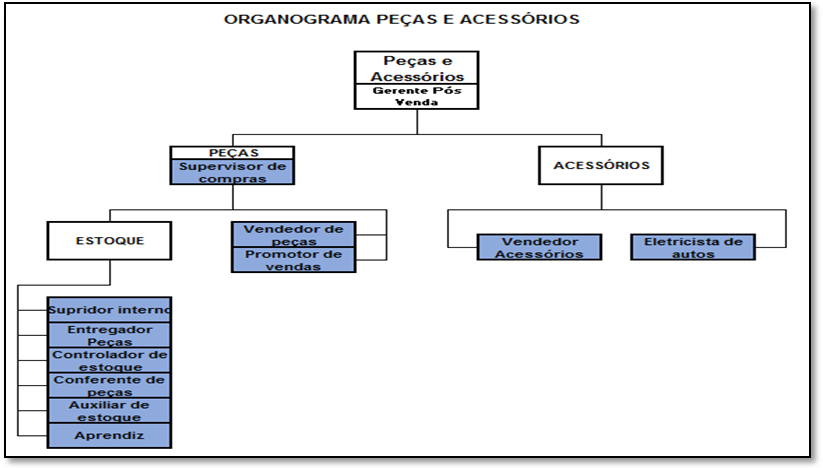 ORGANOGRAMA PEÇAS E ACESSÓRIOS
Peças e
Acessórios
Gerente Pós
Venda
PEÇAS
Supervisor de
compras
ACESSÓRIOS
ESTOQUE
Vendedor de
peças
Promotor de
vendas
Vendedor
Acessórios
Eletricista de
autos
Supridor interno
Entregador
Peças
Controlador de
estoque
Conferente de
peças
Auxiliar de
estoque
Aprendiz